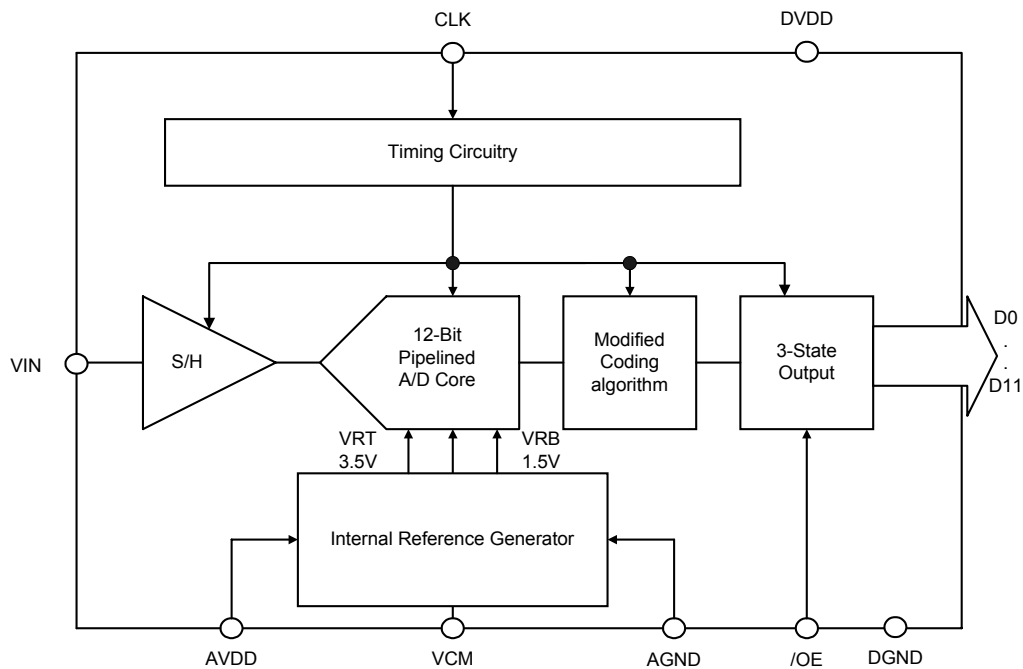 CLK
DVDD
Timing Circuitry
VIN
S/H
12-Bit
Pipelined
A/D Core
Modified
Coding
algorithm
3-State
Output
D0
.
.
D11
VRT
3.5V
VRB
1.5V
Internal Reference Generator
AVDD
VCM
AGND
/OE
DGND